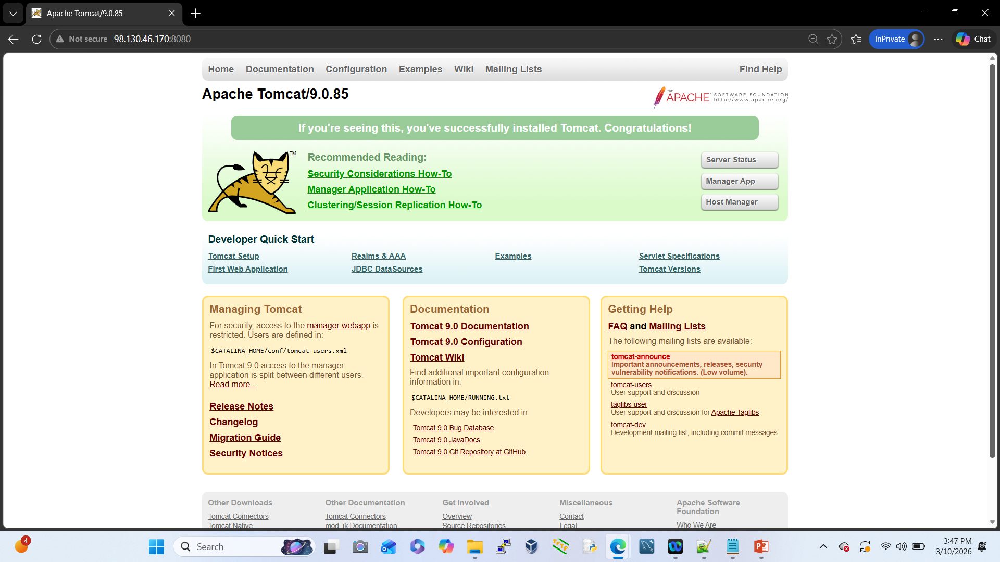 Apache Tomcat/9.0.85
Not secure 98.130.46.170:8080
InPrivate
Chat
Home Documentation Configuration Examples Wiki Mailing Lists Find Help
Apache Tomcat/9.0.85
THE APACHE SOFTWARE FOUNDATION
http://www.apache.org/
If you're seeing this, you've successfully installed Tomcat. Congratulations!
TM
Recommended Reading:
Security Considerations How-To
Manager Application How-To
Clustering/Session Replication How-To
Server Status
Manager App
Host Manager
Developer Quick Start
Tomcat Setup
First Web Application
Realms & AAA
JDBC DataSources
Examples
Servlet Specifications
Tomcat Versions
Managing Tomcat
For security, access to the manager webapp is
restricted. Users are defined in:
$CATALINA_HOME/conf/tomcat-users.xml
In Tomcat 9.0 access to the manager
application is split between different users.
Read more...
Release Notes
Changelog
Migration Guide
Security Notices
Documentation
Tomcat 9.0 Documentation
Tomcat 9.0 Configuration
Tomcat Wiki
Find additional important configuration
information in:
$CATALINA_HOME/RUNNING.txt
Developers may be interested in:
Tomcat 9.0 Bug Database
Tomcat 9.0 JavaDocs
Tomcat 9.0 Git Repository at GitHub
Getting Help
FAQ and Mailing Lists
The following mailing lists are available:
tomcat-announce
Important announcements, releases, security
vulnerability notifications. (Low volume).
tomcat-users
User support and discussion
taglibs-user
User support and discussion for Apache Taglibs
tomcat-dev
Development mailing list, including commit messages
Other Downloads
Tomcat Connectors
Tomcat Native
Other Documentation
Tomcat Connectors
mod_jk Documentation
Get Involved
Overview
Source Repositories
Miscellaneous
Contact
Legal
Apache Software
Foundation
Who We Are
4
Search
TFTP
3:47 PM
3/10/2026